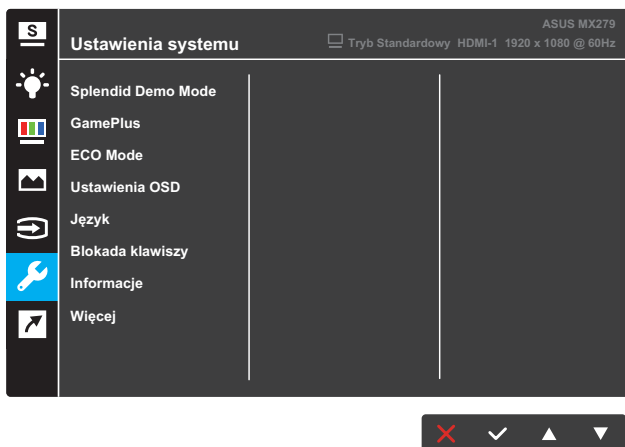 S
ASUS MX279
Ustawienia systemu
Tryb Standardowy HDMI-1 1920 x 1080 @ 60Hz
Splendid Demo Mode
GamePlus
ECO Mode
Ustawienia OSD
Język
Blokada klawiszy
Informacje
Więcej